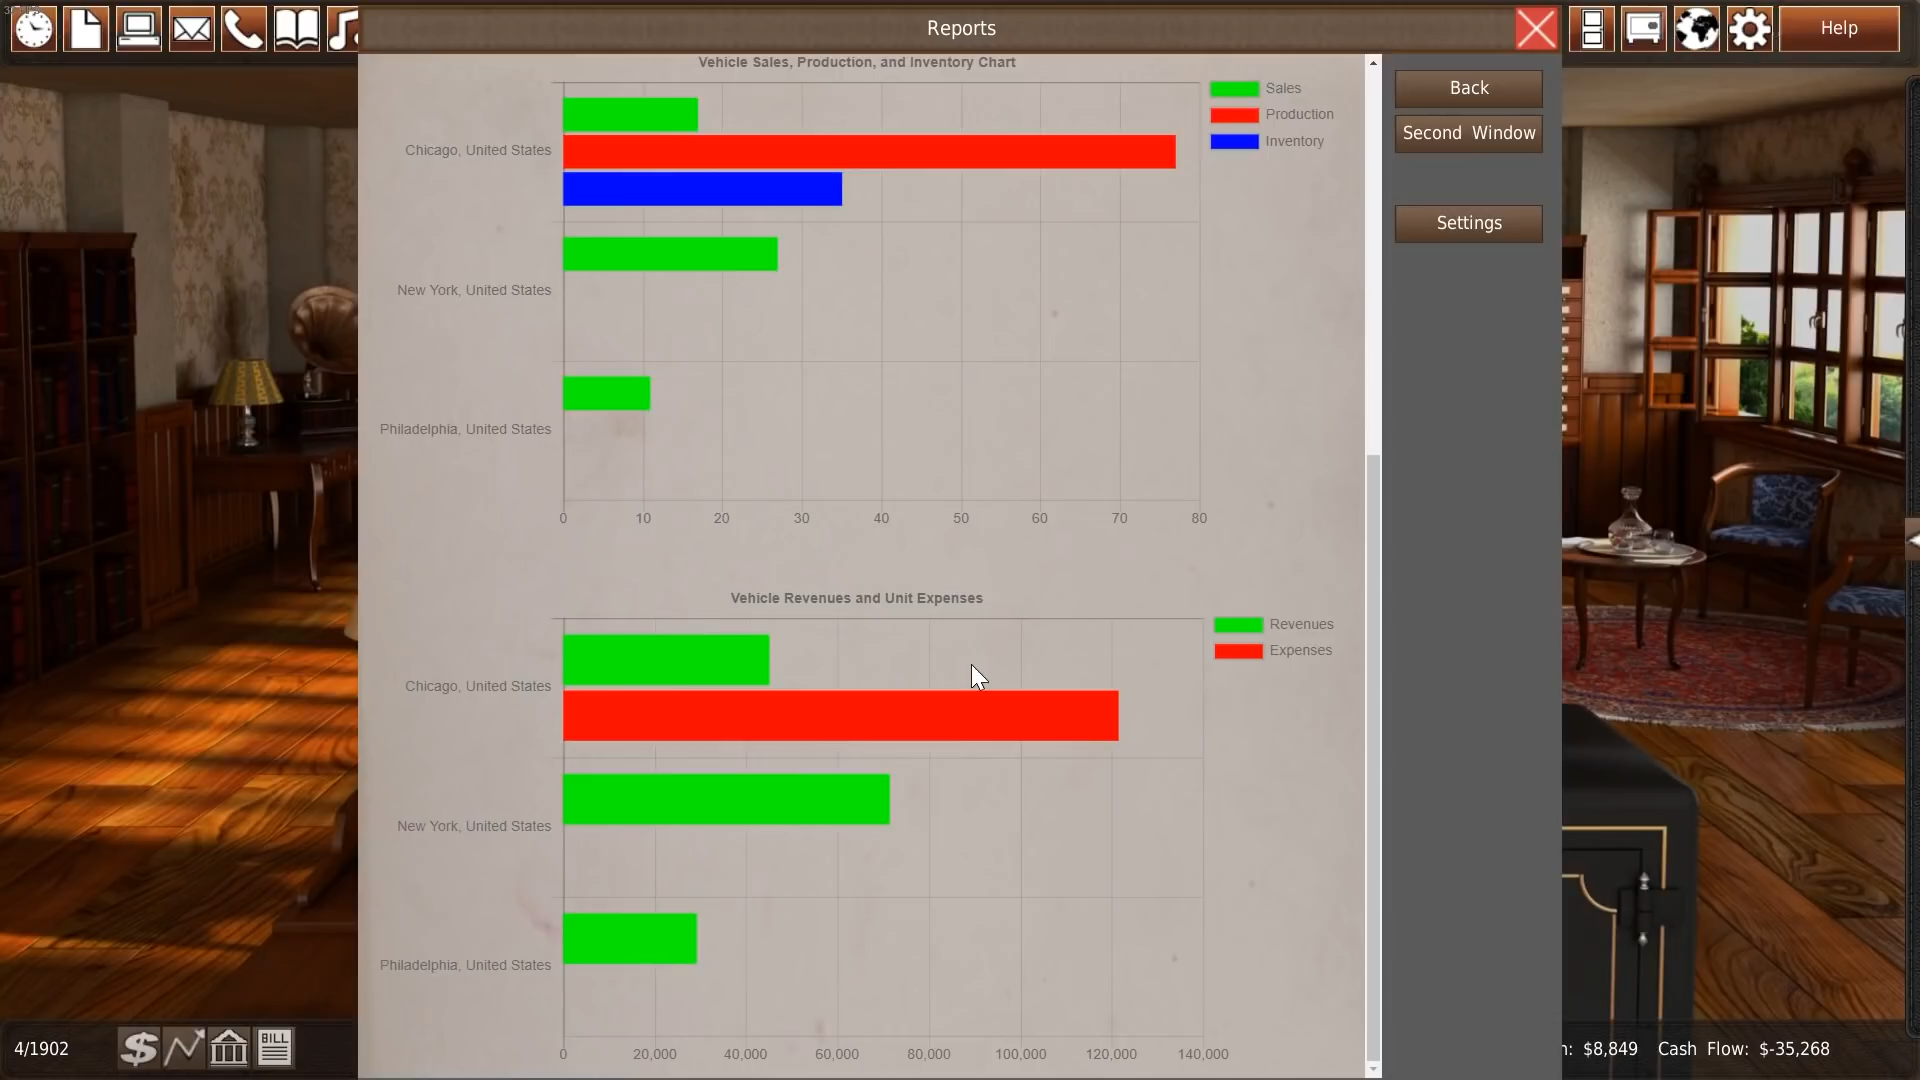 Reports
Help
Back
Second Window
Settings
Vehicle Sales, Production, and Inventory Chart
Sales
Production
Inventory
Chicago, United States
New York, United States
Philadelphia, United States
0 10 20 30 40 50 60 70 80
Vehicle Revenues and Unit Expenses
Revenues
Expenses
Chicago, United States
New York, United States
Philadelphia, United States
0 20,000 40,000 60,000 80,000 100,000 120,000 140,000
4/1902
BILL
$8,849 Cash Flow: $-35,268